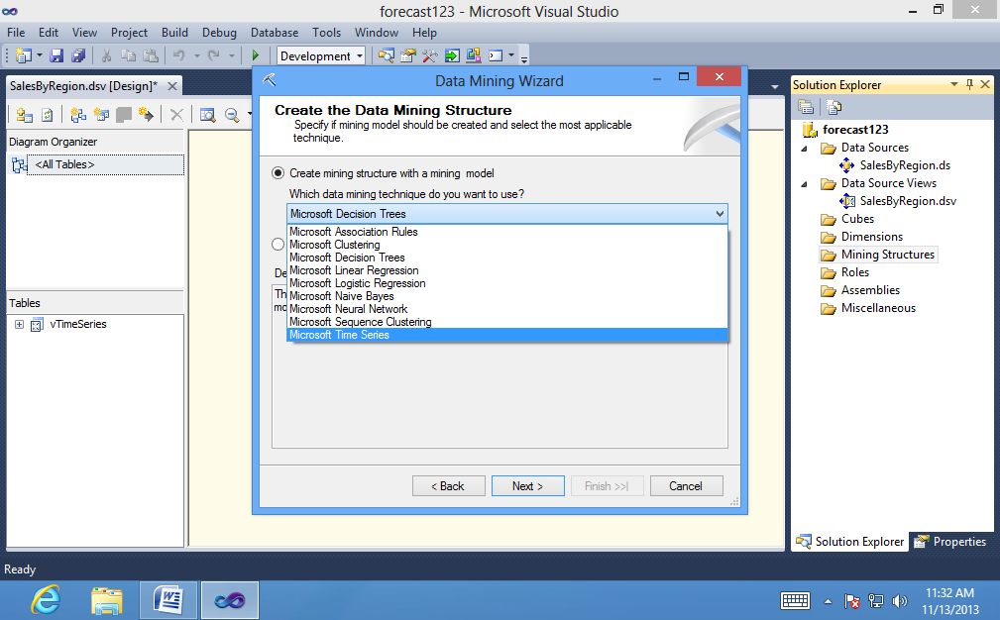 forecast123 - Microsoft Visual Studio
File Edit View Project Build Debug Database Tools Window Help
Development
SalesByRegion.dsv [Design]*
Diagram Organizer
<All Tables>
Tables
vTimeSeries
Data Mining Wizard
Create the Data Mining Structure
Specify if mining model should be created and select the most applicable
technique.
Create mining structure with a mining model
Which data mining technique do you want to use?
Microsoft Decision Trees
Microsoft Association Rules
Microsoft Clustering
Microsoft Decision Trees
Microsoft Linear Regression
Microsoft Logistic Regression
Microsoft Naive Bayes
Microsoft Neural Network
Microsoft Sequence Clustering
Microsoft Time Series
De
Th
mo
< Back Next > Finish >>| Cancel
Solution Explorer
forecast123
Data Sources
SalesByRegion.ds
Data Source Views
SalesByRegion.dsv
Cubes
Dimensions
Mining Structures
Roles
Assemblies
Miscellaneous
Solution Explorer Properties
Ready
11:32 AM
11/13/2013